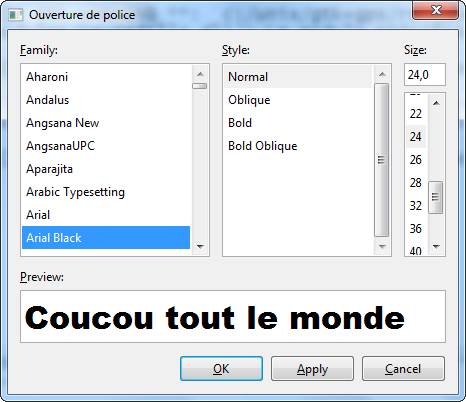 Ouverture de police
Family:
Aharoni
Andalus
Angsana New
AngsanaUPC
Aparajita
Arabic Typesetting
Arial
Arial Black
Style:
Normal
Oblique
Bold
Bold Oblique
Size:
24,0
22
24
26
28
32
36
40
Preview:
Coucou tout le monde
OK
Apply
Cancel